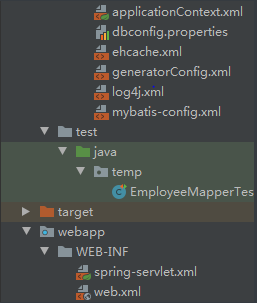 applicationContext.xml
dbconfig.properties
ehcache.xml
generatorConfig.xml
log4j.xml
mybatis-config.xml
test
java
temp
EmployeeMapperTes
target
webapp
WEB-INF
spring-servlet.xml
web.xml